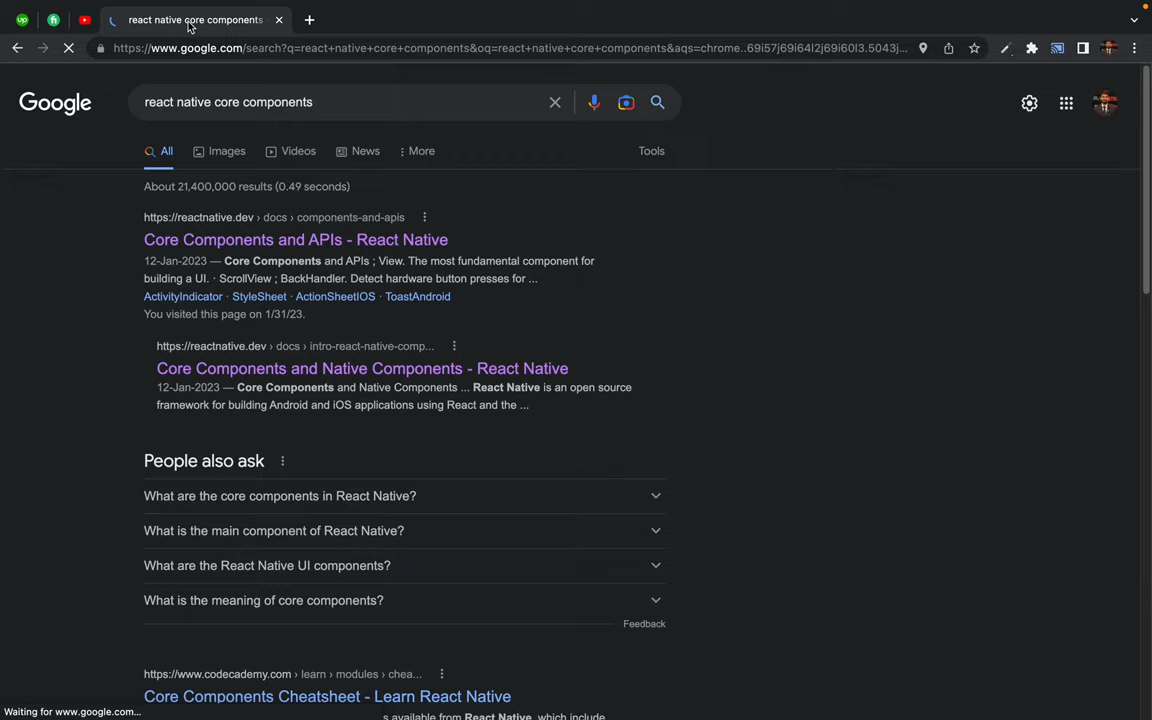 react native core components
https://www.google.com/search?q=react+native+core+components&oq=react+native+core+components&aqs=chrome..69i57j69i64l2j69i60l3.5043j...
Google
react native core components
All
Images
Videos
News
More
Tools
About 21,400,000 results (0.49 seconds)
https://reactnative.dev › docs › components-and-apis
Core Components and APIs - React Native
12-Jan-2023 — Core Components and APIs ; View. The most fundamental component for
building a UI. · ScrollView ; BackHandler. Detect hardware button presses for ...
ActivityIndicator · StyleSheet · ActionSheetIOS · ToastAndroid
You visited this page on 1/31/23.
https://reactnative.dev › docs › intro-react-native-comp...
Core Components and Native Components - React Native
12-Jan-2023 — Core Components and Native Components ... React Native is an open source
framework for building Android and iOS applications using React and the ...
People also ask
What are the core components in React Native?
What is the main component of React Native?
What are the React Native UI components?
What is the meaning of core components?
Feedback
https://www.codecademy.com › learn › modules › chea...
Core Components Cheatsheet - Learn React Native
s available from React Native, which include
Waiting for www.google.com...